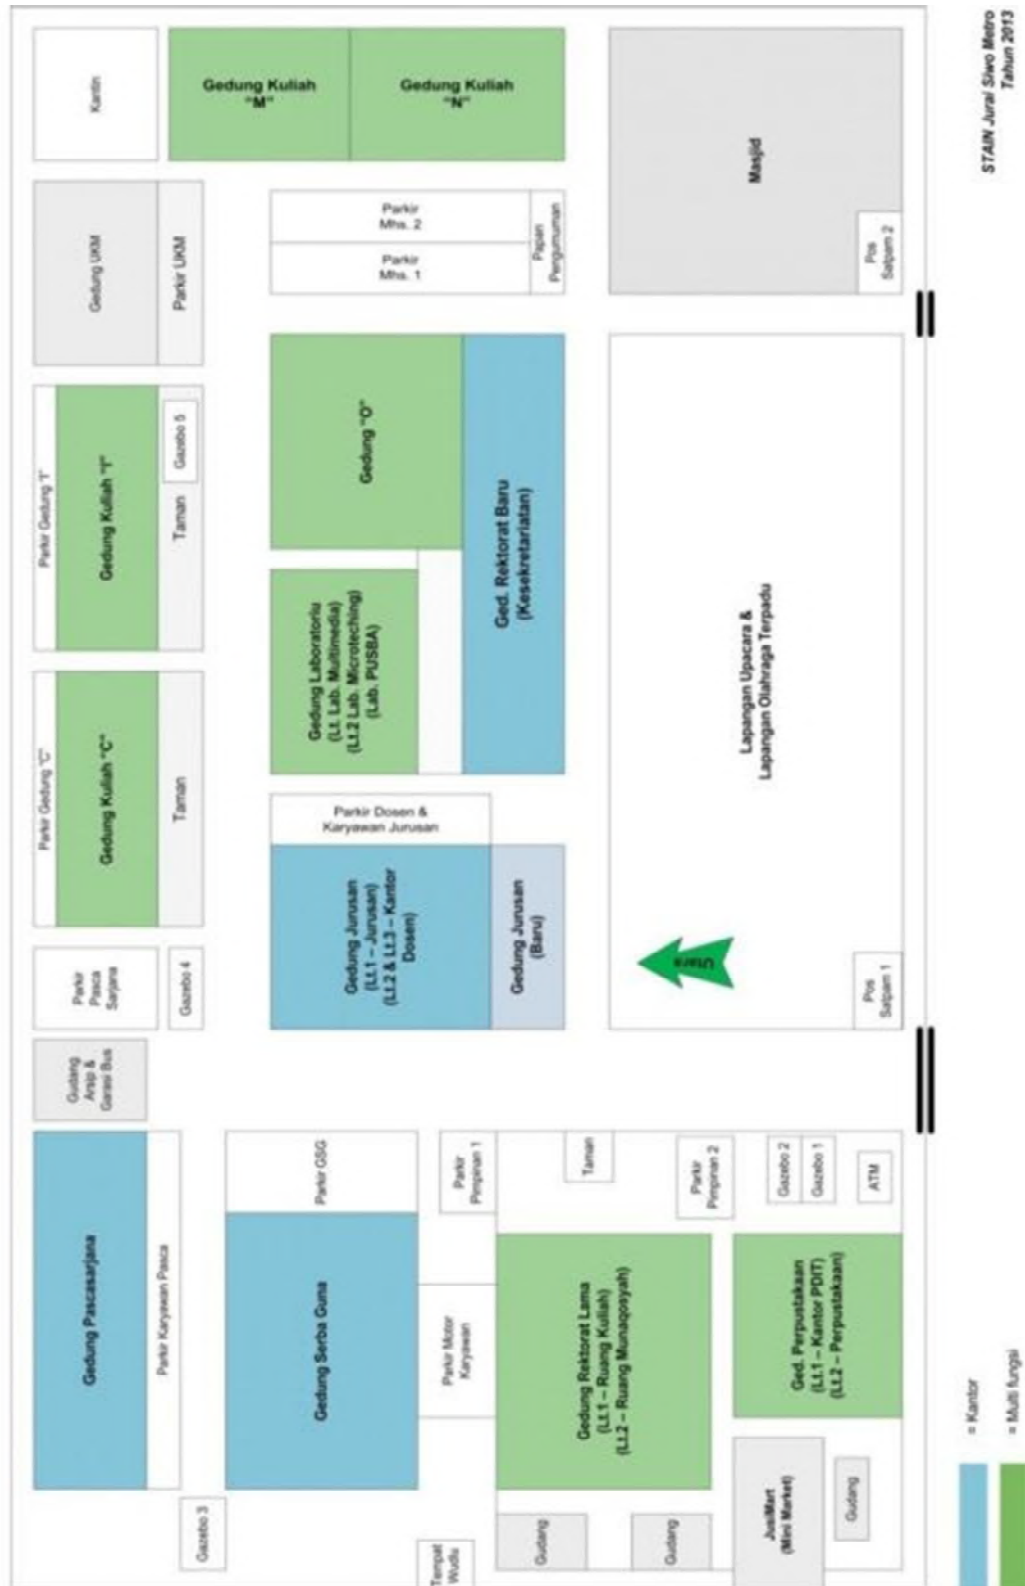 Kantin
Gedung Kuliah
"M"
Gedung Kuliah
"N"
Masjid
Pos
Satpam 2
STAIN Jurai Siwo Metro
Tahun 2013
Gedung UKM
Parkir UKM
Parkir
Mhs. 2
Parkir
Mhs. 1
Papan
Pengumuman
Parkir Gedung "I"
Gedung Kuliah "I"
Taman
Gazebo 5
Gedung "O"
Ged. Rektorat Baru
(Kesekretariatan)
Gedung Laboratoriu
(Lt. Lab. Multimedia)
(Lt.2 Lab. Microteching)
(Lab. PUSBA)
Lapangan Upacara &
Lapangan Olahraga Terpadu
Parkir Gedung "C"
Gedung Kuliah "C"
Taman
Parkir Dosen &
Karyawan Jurusan
Gedung Jurusan
(Lt.1 – Jurusan)
(Lt.2 & Lt.3 – Kantor
Dosen)
Gedung Jurusan
(Baru)
Utara
Pos
Satpam 1
Parkir
Pasca
Sarjana
Gazebo 4
Gudang
Arsip &
Garasi Bus
Gedung Pascasarjana
Parkir Karyawan Pasca
Parkir GSG
Gedung Serba Guna
Parkir
Pimpinan 1
Taman
Parkir
Pimpinan 2
Gazebo 2
Gazebo 1
ATM
Parkir Motor
Karyawan
Gedung Rektorat Lama
(Lt.1 – Ruang Kuliah)
(Lt.2 – Ruang Munaqosyah)
Ged. Perpustakaan
(Lt.1 – Kantor PDIT)
(Lt.2 – Perpustakaan)
Gazebo 3
Tempat
Wudlu
Gudang
Gudang
JusiMart
(Mini Market)
Gudang
= Kantor
= Multi fungsi